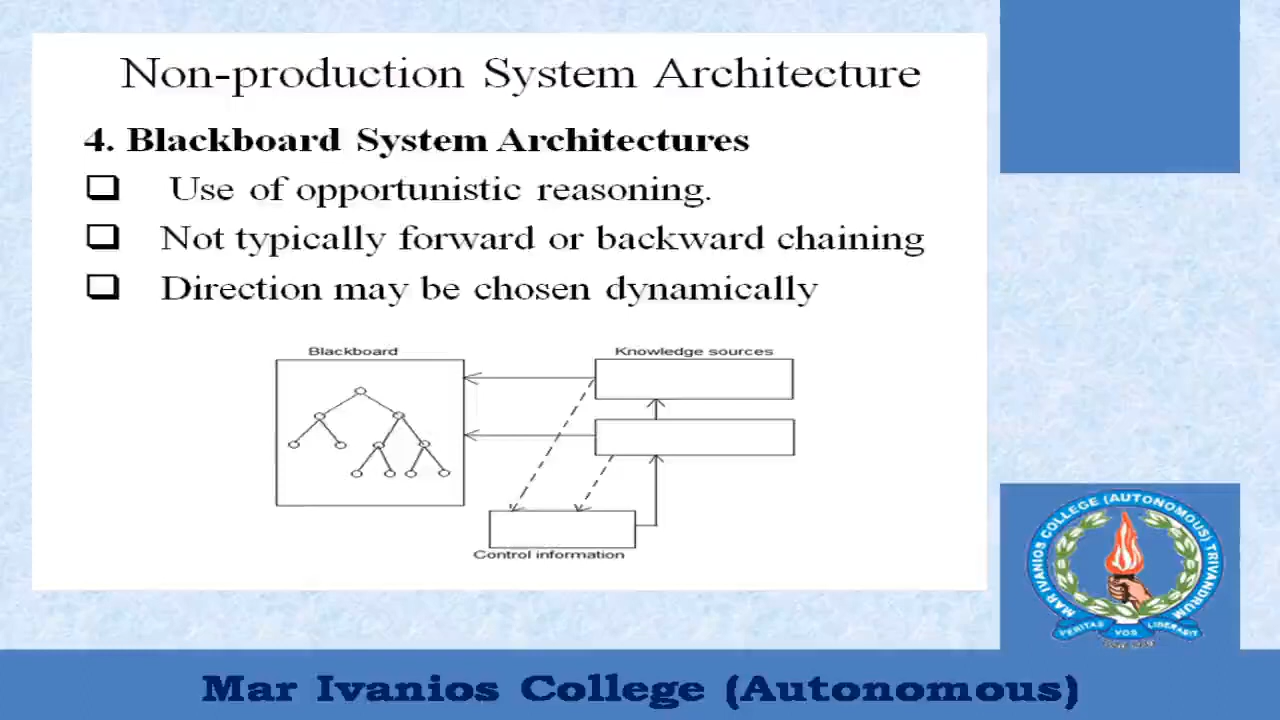 Non-production System Architecture
4. Blackboard System Architectures
Use of opportunistic reasoning.
Not typically forward or backward chaining
Direction may be chosen dynamically
Blackboard
Knowledge sources
Control information
MAR IVANIOS COLLEGE (AUTONOMOUS) TRIVANDRUM
VERITAS VOS LIBERABIT
Mar Ivanios College (Autonomous)